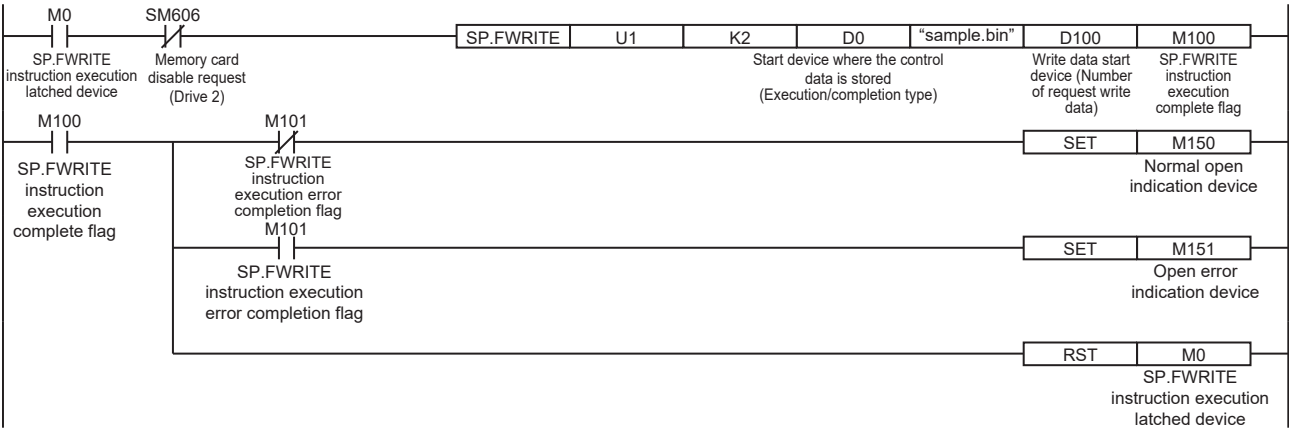 M0
SM606
SP.FWRITE U1 K2 D0 “sample.bin” D100 M100
SP.FWRITE
instruction execution
latched device
Memory card
disable request
(Drive 2)
Start device where the control
data is stored
(Execution/completion type)
Write data start
device (Number
of request write
data)
SP.FWRITE
instruction
execution
complete flag
M100
M101
SET M150
SP.FWRITE
instruction
execution
complete flag
SP.FWRITE
instruction
execution error
completion flag
Normal open
indication device
M101
SET M151
SP.FWRITE
instruction execution
error completion flag
Open error
indication device
RST M0
SP.FWRITE
instruction execution
latched device